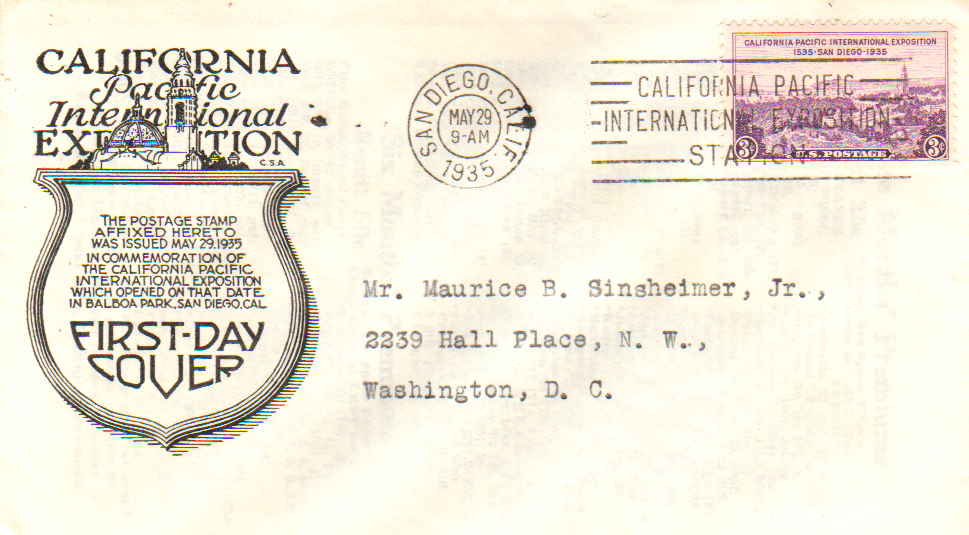 CALIFORNIA
Pacific
International
EXPOSITION
C.S.A.
THE POSTAGE STAMP
AFFIXED HERETO
WAS ISSUED MAY 29, 1935
IN COMMEMORATION OF
THE CALIFORNIA PACIFIC
INTERNATIONAL EXPOSITION
WHICH OPENED ON THAT DATE
IN BALBOA PARK, SAN DIEGO, CAL.
FIRST-DAY
COVER
SAN DIEGO, CALIF.
MAY 29
9-AM
1935
CALIFORNIA PACIFIC
INTERNATIONAL EXPOSITION
STATION
CALIFORNIA PACIFIC INTERNATIONAL EXPOSITION
1535·SAN DIEGO·1935
3¢ U.S. POSTAGE 3¢
Mr. Maurice B. Sinsheimer, Jr.,
2239 Hall Place, N. W.,
Washington, D. C.